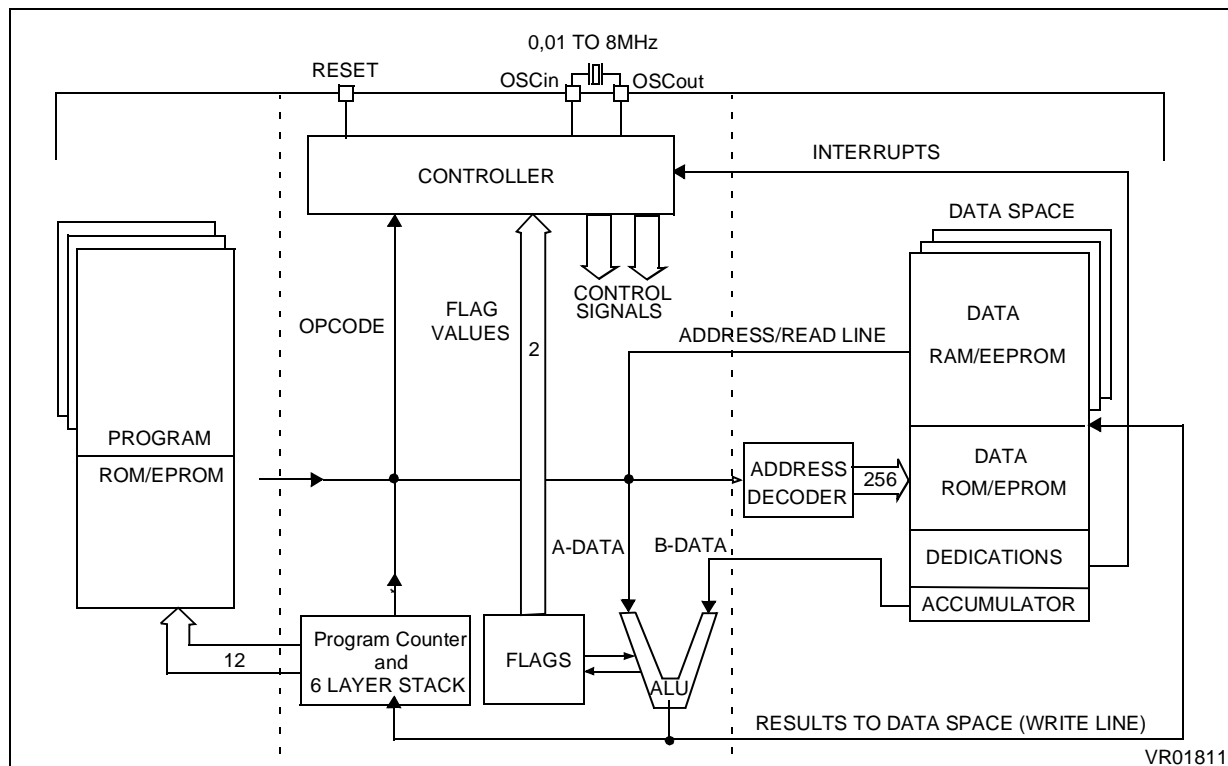 0,01 TO 8MHz
RESET
OSCin
OSCout
INTERRUPTS
CONTROLLER
DATA SPACE
CONTROL
SIGNALS
OPCODE
FLAG
VALUES
2
DATA
RAM/EEPROM
ADDRESS/READ LINE
PROGRAM
ROM/EPROM
ADDRESS
DECODER
256
DATA
ROM/EPROM
A-DATA
B-DATA
DEDICATIONS
ACCUMULATOR
12
Program Counter
and
6 LAYER STACK
FLAGS
ALU
RESULTS TO DATA SPACE (WRITE LINE)
VR01811